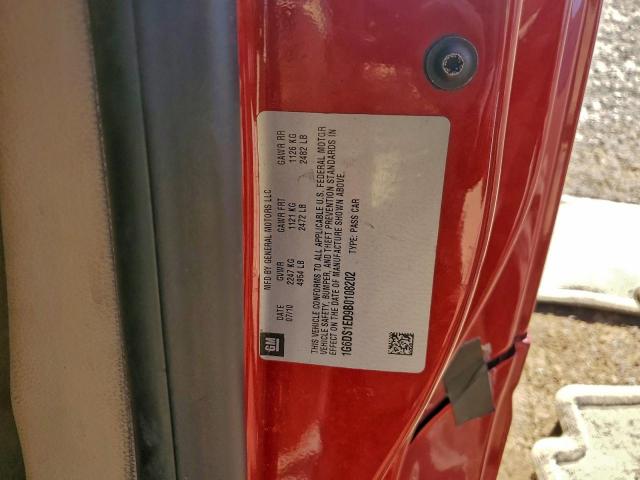 GM
MFD BY GENERAL MOTORS LLC
DATE GVWR GAWR FRT GAWR RR
07/10 2247 KG 1121 KG 1126 KG
4954 LB 2472 LB 2482 LB
THIS VEHICLE CONFORMS TO ALL APPLICABLE U.S. FEDERAL MOTOR
VEHICLE SAFETY, BUMPER, AND THEFT PREVENTION STANDARDS IN
EFFECT ON THE DATE OF MANUFACTURE SHOWN ABOVE.
1G6DS1ED9B0108202 TYPE: PASS CAR